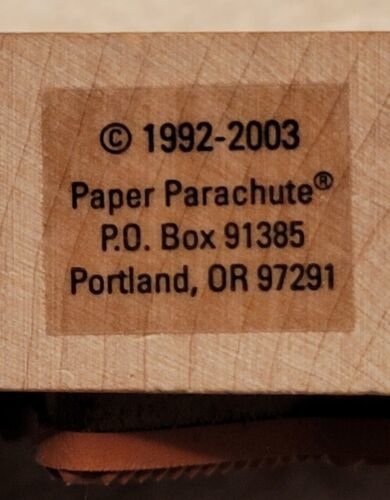 © 1992-2003
Paper Parachute®
P.O. Box 91385
Portland, OR 97291